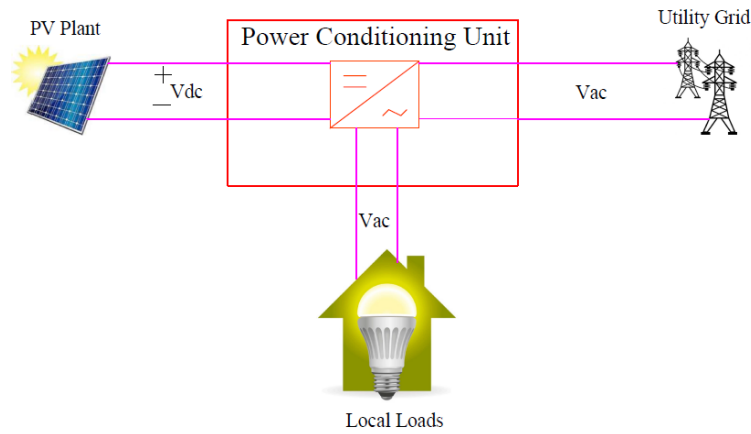 PV Plant
Power Conditioning Unit
Utility Grid
+
Vdc
−
Vac
Vac
Local Loads